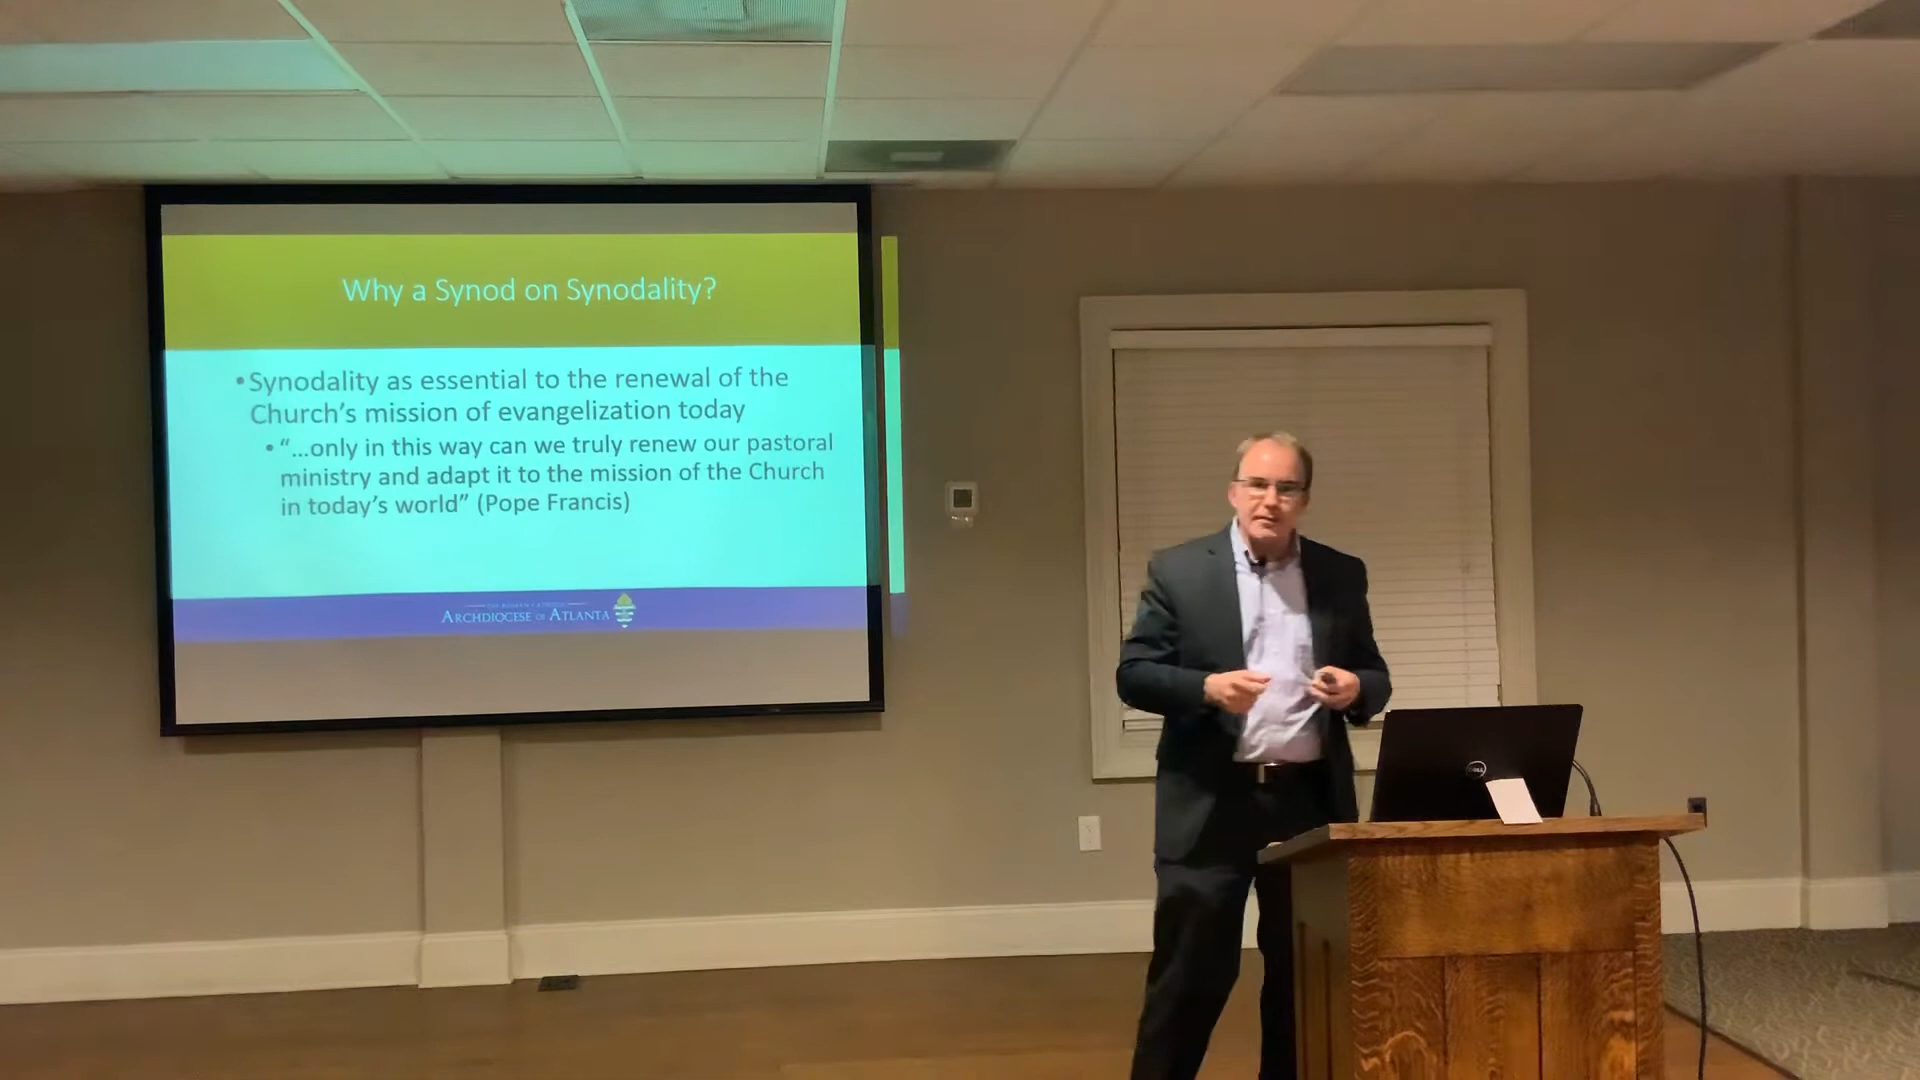 Why a Synod on Synodality?
•Synodality as essential to the renewal of the
Church's mission of evangelization today
•"...only in this way can we truly renew our pastoral
ministry and adapt it to the mission of the Church
in today's world" (Pope Francis)
ARCHDIOCESE OF ATLANTA
DELL